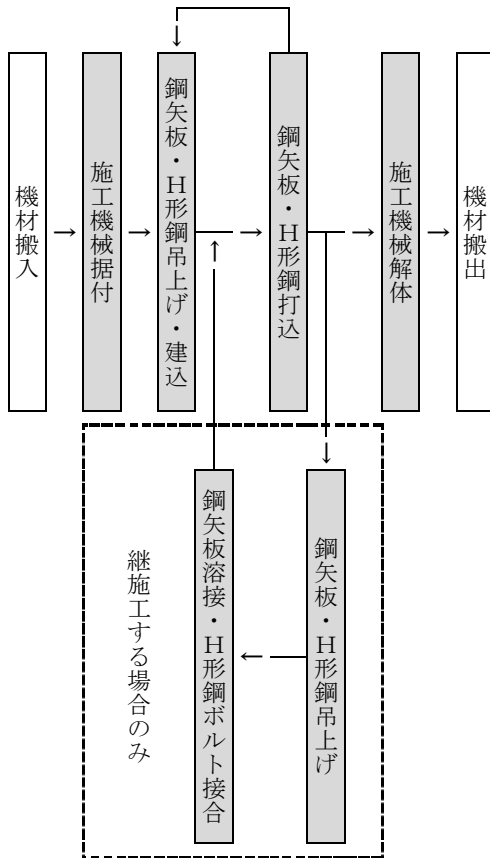 機材搬入
→
施工機械据付
→
鋼矢板・Ｈ形鋼吊上げ・建込
→
鋼矢板・Ｈ形鋼打込
→
施工機械解体
→
機材搬出
↓
↑
↓
鋼矢板・Ｈ形鋼吊上げ
←
鋼矢板溶接・Ｈ形鋼ボルト接合
継施工する場合のみ